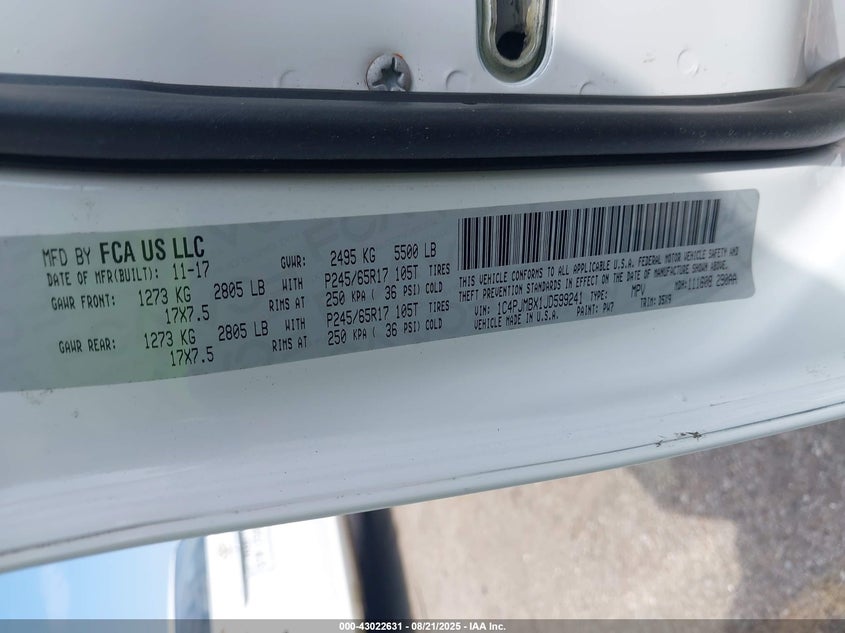 MFD BY FCA US LLC
DATE OF MFR(BUILT): 11-17
GVWR: 2495 KG 5500 LB
GAWR FRONT: 1273 KG 2805 LB WITH P245/65R17 105T TIRES
17X7.5 RIMS AT 250 KPA ( 36 PSI) COLD
GAWR REAR: 1273 KG 2805 LB WITH P245/65R17 105T TIRES
17X7.5 RIMS AT 250 KPA ( 36 PSI) COLD
THIS VEHICLE CONFORMS TO ALL APPLICABLE U.S.A. FEDERAL MOTOR VEHICLE SAFETY AND
THEFT PREVENTION STANDARDS IN EFFECT ON THE DATE OF MANUFACTURE SHOWN ABOVE.
VIN: 1C4PJMBX1JD599241 TYPE: MPV MDH: 111608 290AA
VEHICLE MADE IN U.S.A. PAINT: PW7 TRIM: D5X9
000-43022631 - 08/21/2025 - IAA Inc.